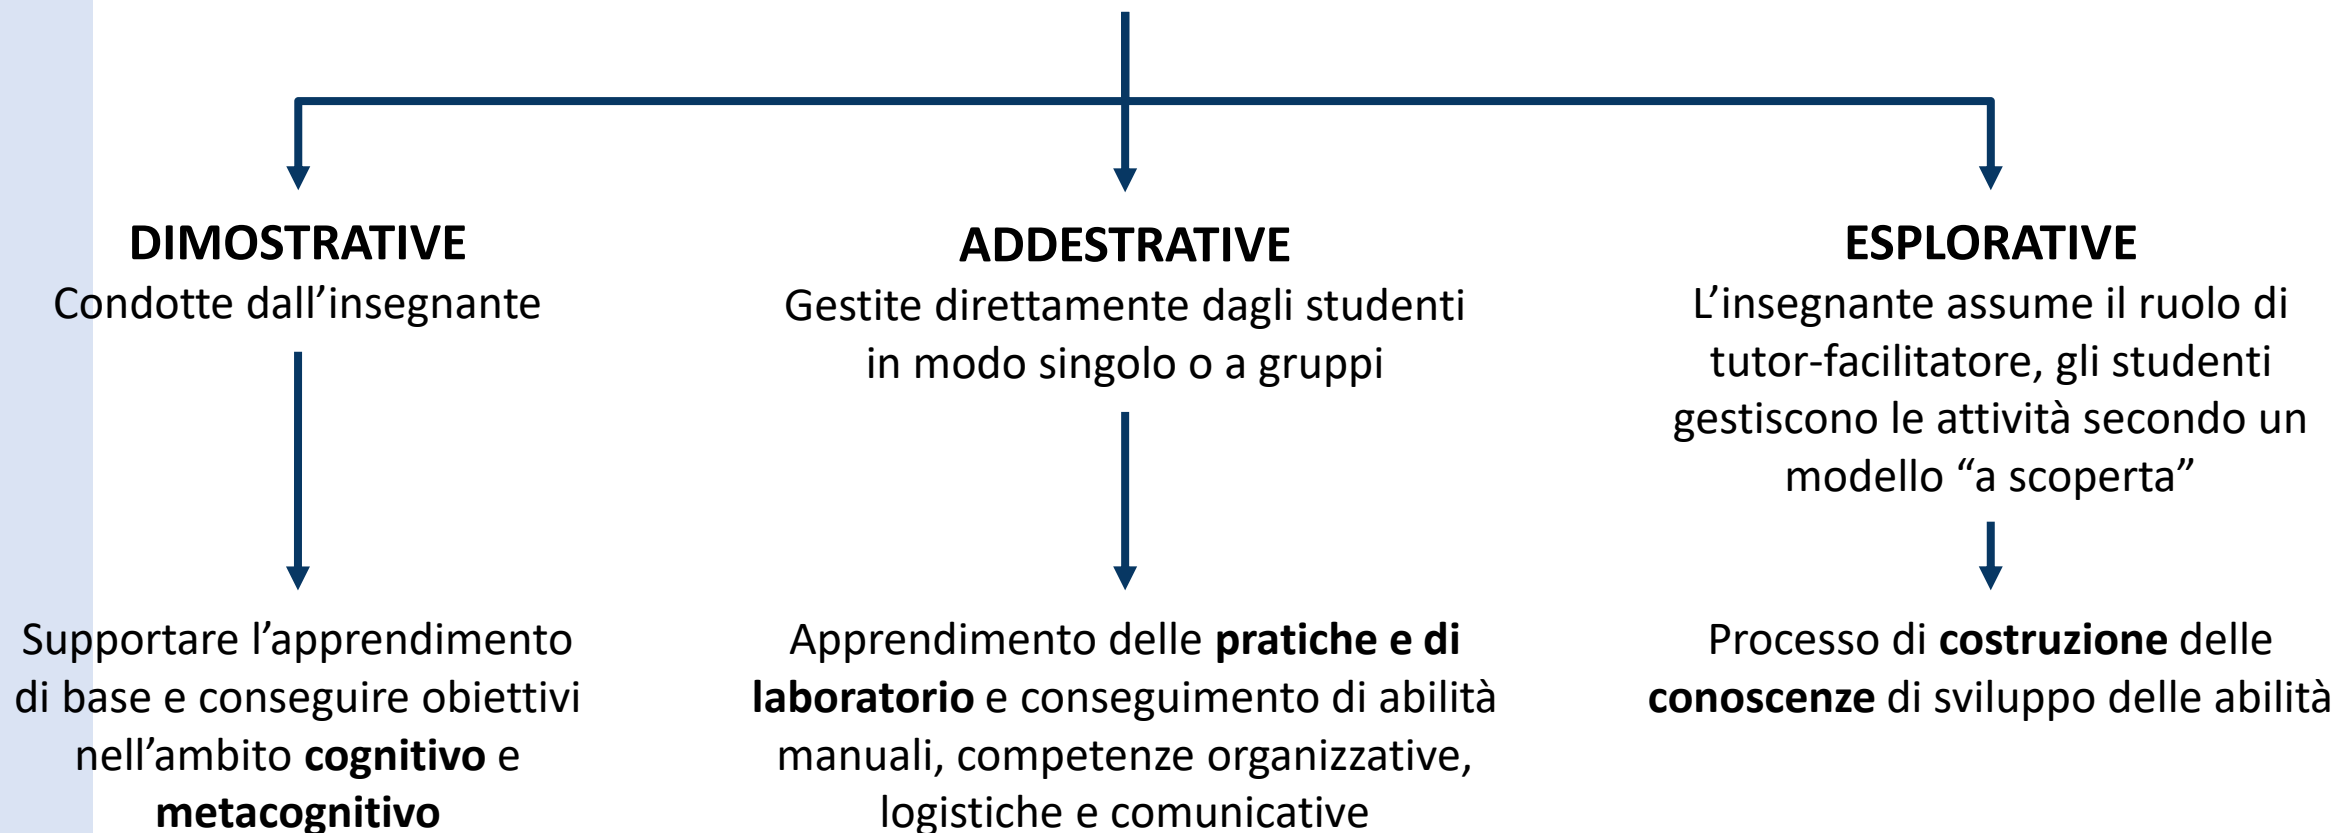 DIMOSTRATIVE
Condotte dall’insegnante
Supportare l’apprendimento
di base e conseguire obiettivi
nell’ambito cognitivo e
metacognitivo
ADDESTRATIVE
Gestite direttamente dagli studenti
in modo singolo o a gruppi
Apprendimento delle pratiche e di
laboratorio e conseguimento di abilità
manuali, competenze organizzative,
logistiche e comunicative
ESPLORATIVE
L’insegnante assume il ruolo di
tutor-facilitatore, gli studenti
gestiscono le attività secondo un
modello “a scoperta”
Processo di costruzione delle
conoscenze di sviluppo delle abilità